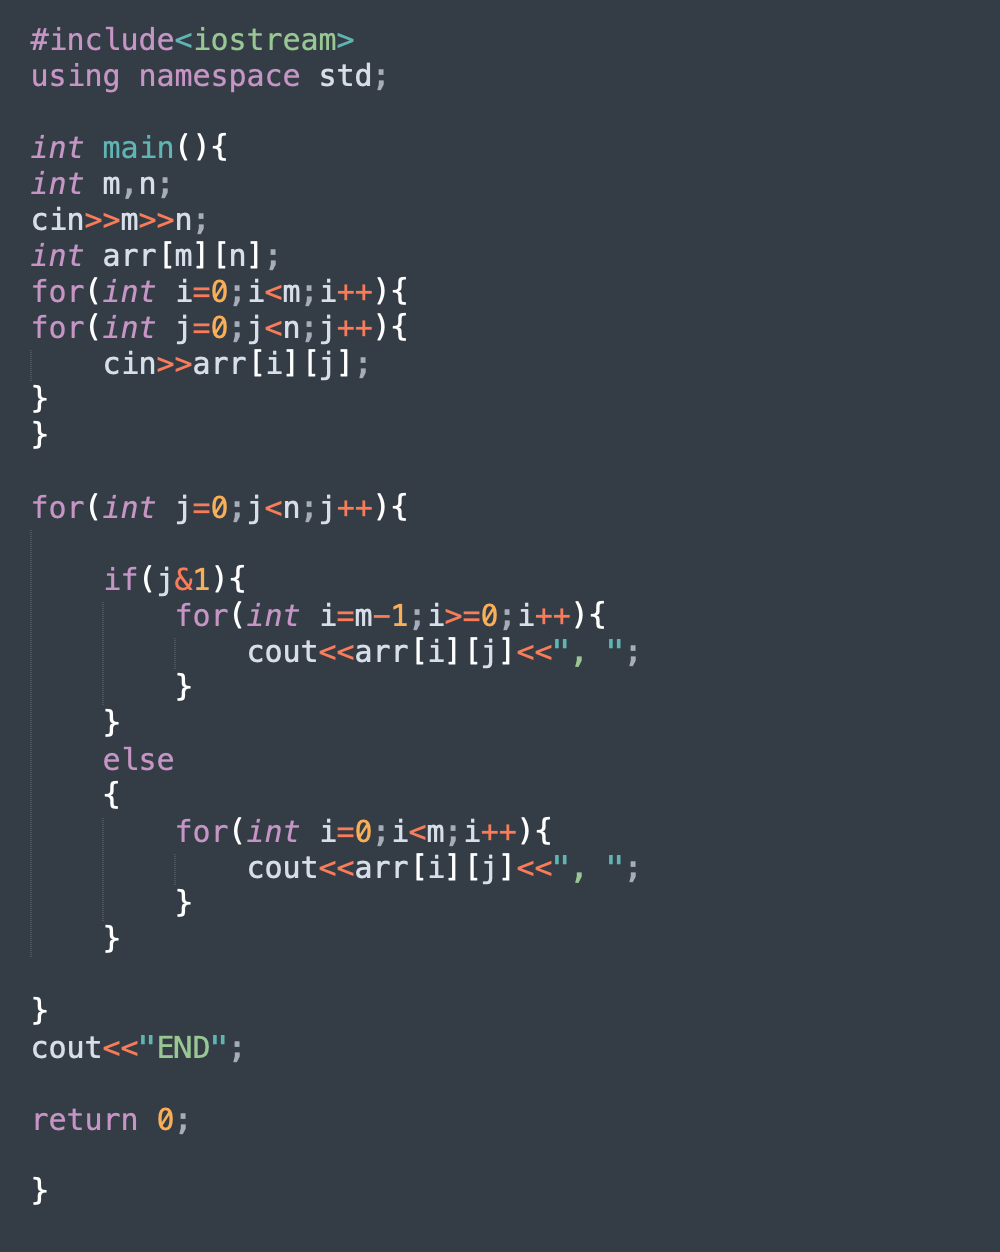 #include<iostream>
using namespace std;
int main(){
int m,n;
cin>>m>>n;
int arr[m][n];
for(int i=0;i<m;i++){
for(int j=0;j<n;j++){
    cin>>arr[i][j];
}
}
for(int j=0;j<n;j++){
    if(j&1){
        for(int i=m-1;i>=0;i++){
            cout<<arr[i][j]<<", ";
        }
    }
    else
    {
        for(int i=0;i<m;i++){
            cout<<arr[i][j]<<", ";
        }
    }
}
cout<<"END";
return 0;
}